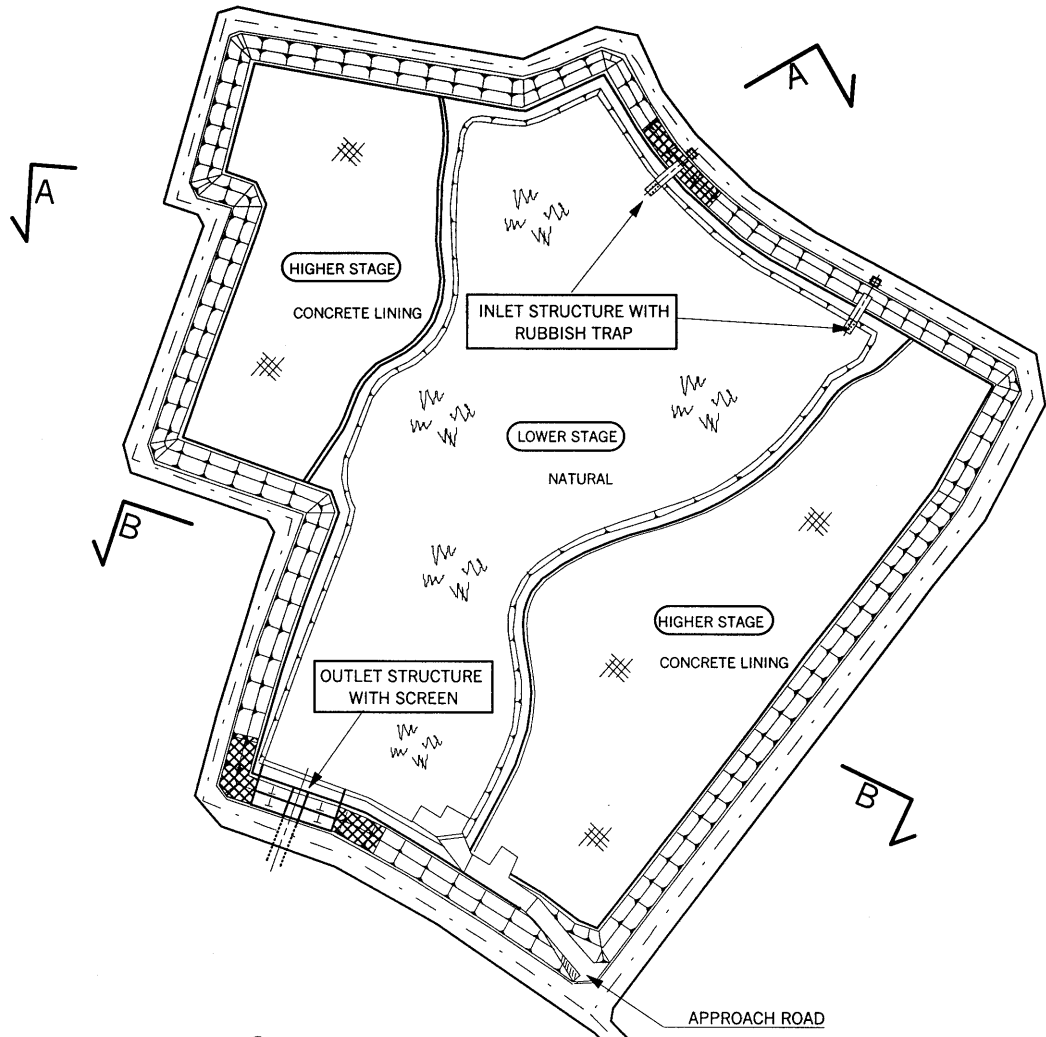 A
A
HIGHER STAGE
CONCRETE LINING
INLET STRUCTURE WITH
RUBBISH TRAP
LOWER STAGE
NATURAL
B
HIGHER STAGE
CONCRETE LINING
OUTLET STRUCTURE
WITH SCREEN
B
APPROACH ROAD